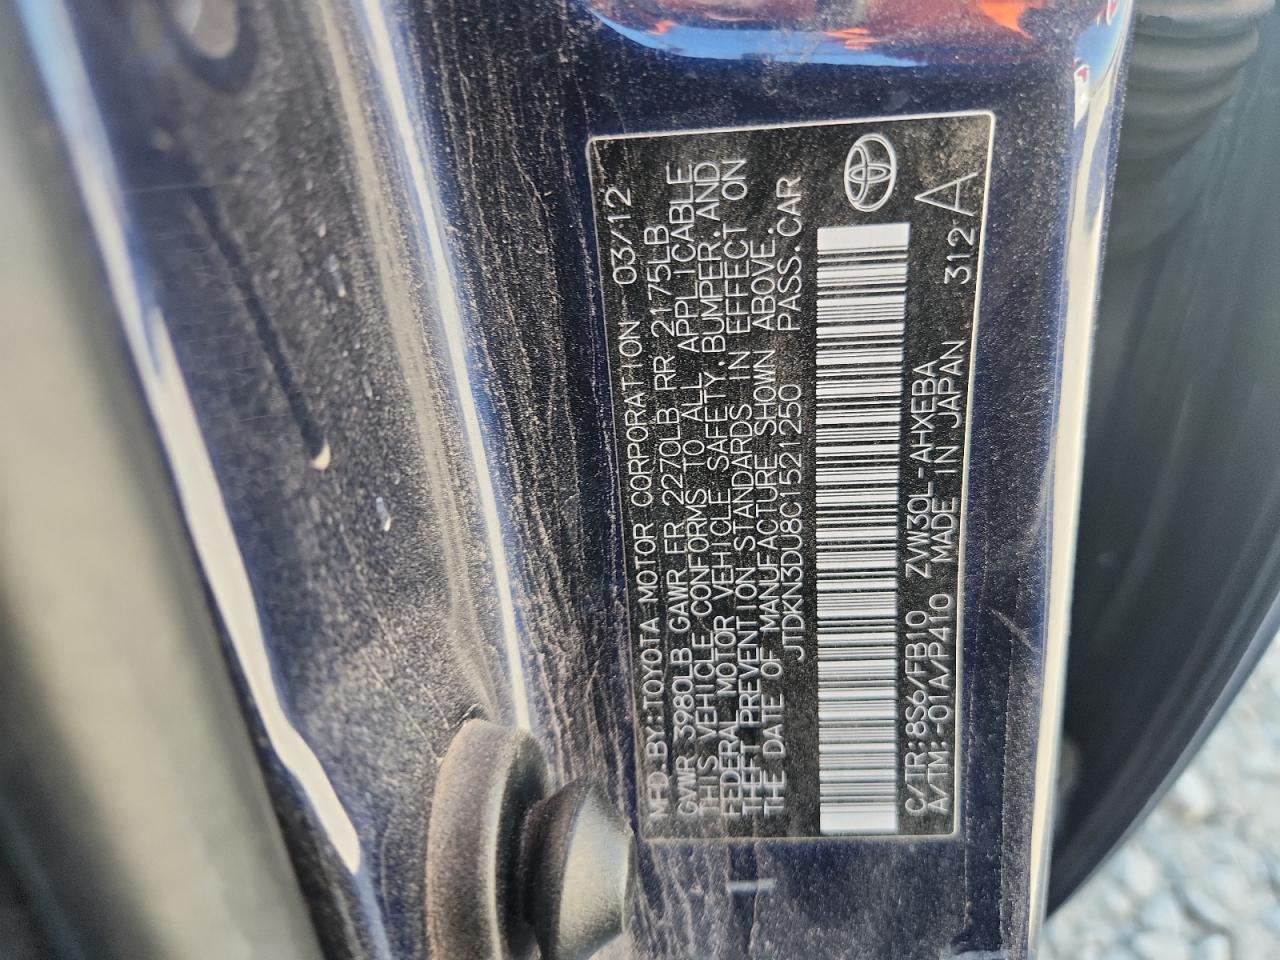 MFD.BY:TOYOTA MOTOR CORPORATION 03/12
GVWR 3980LB GAWR FR 2270LB RR 2175LB
THIS VEHICLE CONFORMS TO ALL APPLICABLE
FEDERAL MOTOR VEHICLE SAFETY,BUMPER,AND
THEFT PREVENTION STANDARDS IN EFFECT ON
THE DATE OF MANUFACTURE SHOWN ABOVE.
JTDKN3DU8C1521250 PASS.CAR
C/TR:8S6/FB10 ZVW30L-AHXEBA
A/TM:-01A/P410 MADE IN JAPAN 312A